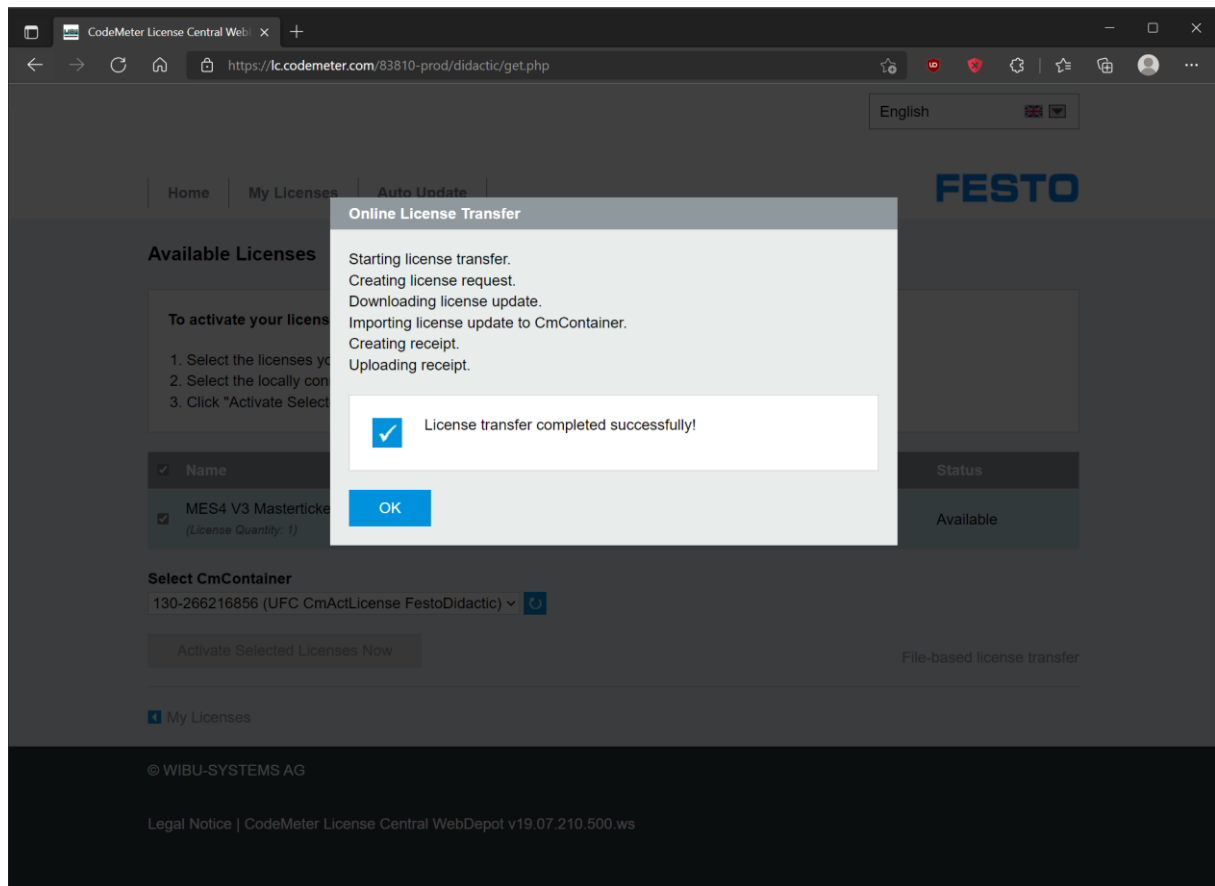 CodeMeter License Central Web
https://lc.codemeter.com/83810-prod/didactic/get.php
English
Home
My Licenses
Auto Update
FESTO
Available Licenses
To activate your licens
1. Select the licenses yo
2. Select the locally con
3. Click "Activate Select
Online License Transfer
Starting license transfer.
Creating license request.
Downloading license update.
Importing license update to CmContainer.
Creating receipt.
Uploading receipt.
License transfer completed successfully!
OK
Name
Status
MES4 V3 Masterticke
(License Quantity: 1)
Available
Select CmContainer
130-266216856 (UFC CmActLicense FestoDidactic)
Activate Selected Licenses Now
File-based license transfer
My Licenses
© WIBU-SYSTEMS AG
Legal Notice | CodeMeter License Central WebDepot v19.07.210.500.ws